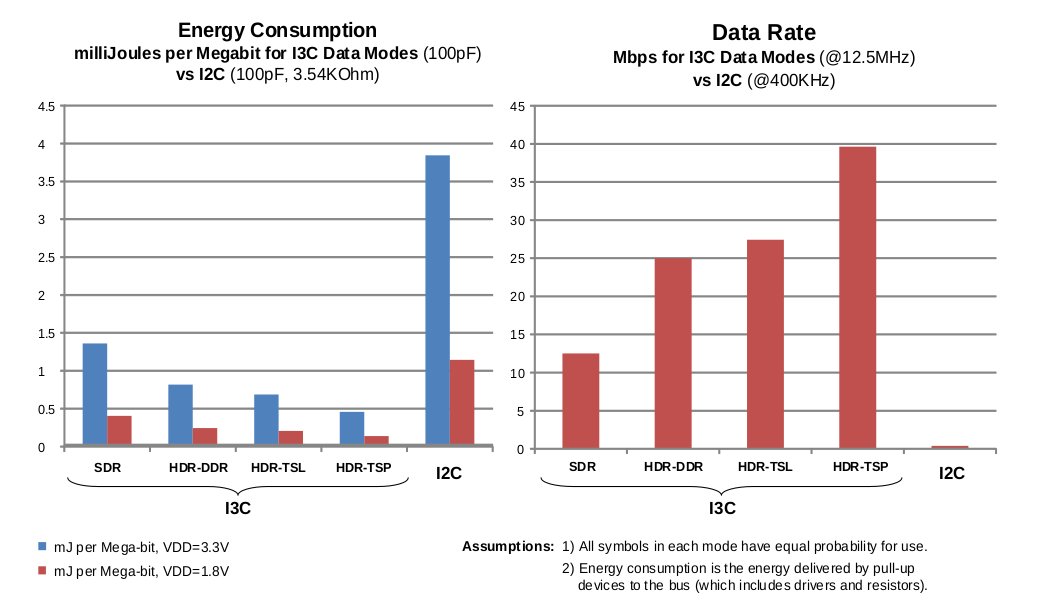 Energy Consumption
milliJoules per Megabit for I3C Data Modes (100pF)
vs I2C (100pF, 3.54KOhm)
4.5
4
3.5
3
2.5
2
1.5
1
0.5
0
SDR
HDR-DDR
HDR-TSL
HDR-TSP
I2C
I3C
mJ per Mega-bit, VDD=3.3V
mJ per Mega-bit, VDD=1.8V
Data Rate
Mbps for I3C Data Modes (@12.5MHz)
vs I2C (@400KHz)
45
40
35
30
25
20
15
10
5
0
SDR
HDR-DDR
HDR-TSL
HDR-TSP
I2C
I3C
Assumptions: 1) All symbols in each mode have equal probability for use.
2) Energy consumption is the energy delivered by pull-up
devices to the bus (which includes drivers and resistors).